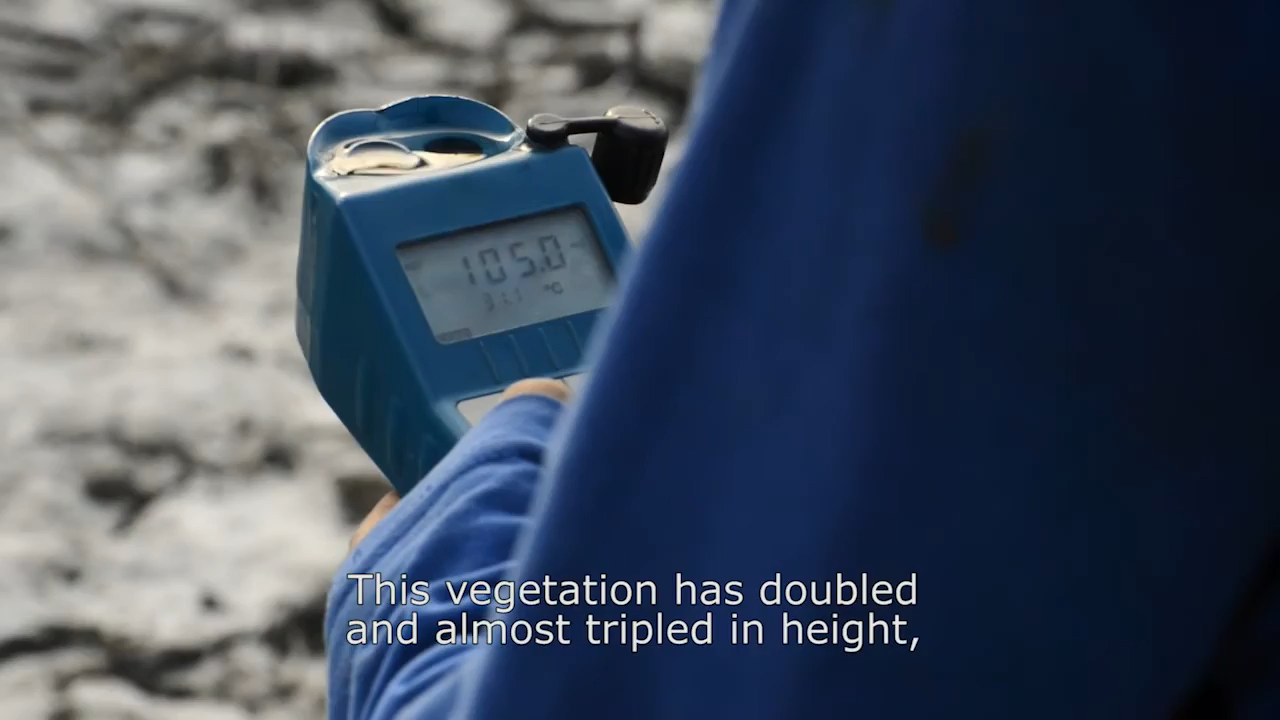 105.0
°C
This vegetation has doubled
and almost tripled in height,